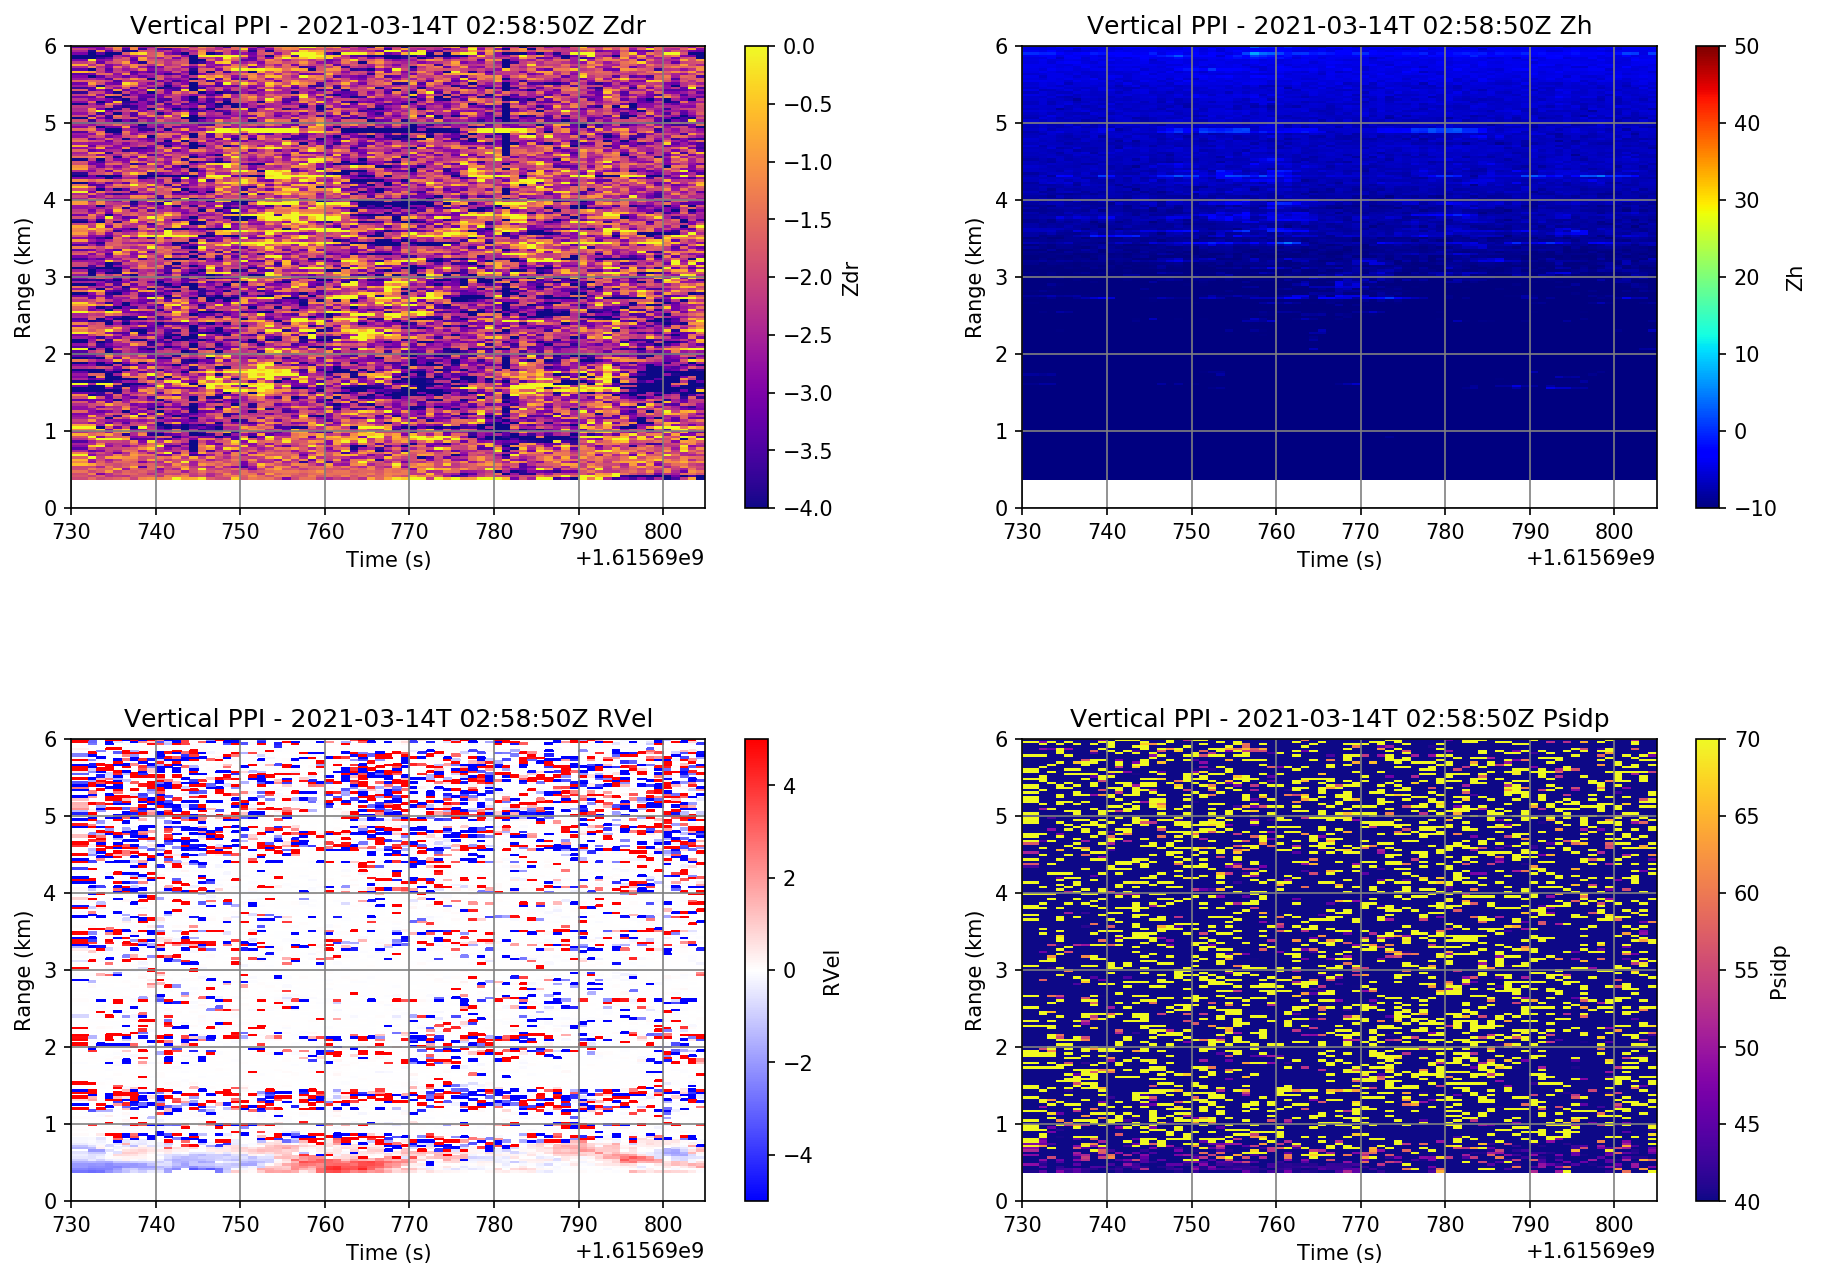 Vertical PPI - 2021-03-14T 02:58:50Z Zdr
6
5
4
3
2
1
0
Range (km)
730 740 750 760 770 780 790 800
Time (s)
+1.61569e9
0.0
−0.5
−1.0
−1.5
−2.0
−2.5
−3.0
−3.5
−4.0
Zdr
Vertical PPI - 2021-03-14T 02:58:50Z Zh
6
5
4
3
2
1
0
Range (km)
730 740 750 760 770 780 790 800
Time (s)
+1.61569e9
50
40
30
20
10
0
−10
Zh
Vertical PPI - 2021-03-14T 02:58:50Z RVel
6
5
4
3
2
1
0
Range (km)
730 740 750 760 770 780 790 800
Time (s)
+1.61569e9
4
2
0
−2
−4
RVel
Vertical PPI - 2021-03-14T 02:58:50Z Psidp
6
5
4
3
2
1
0
Range (km)
730 740 750 760 770 780 790 800
Time (s)
+1.61569e9
70
65
60
55
50
45
40
Psidp